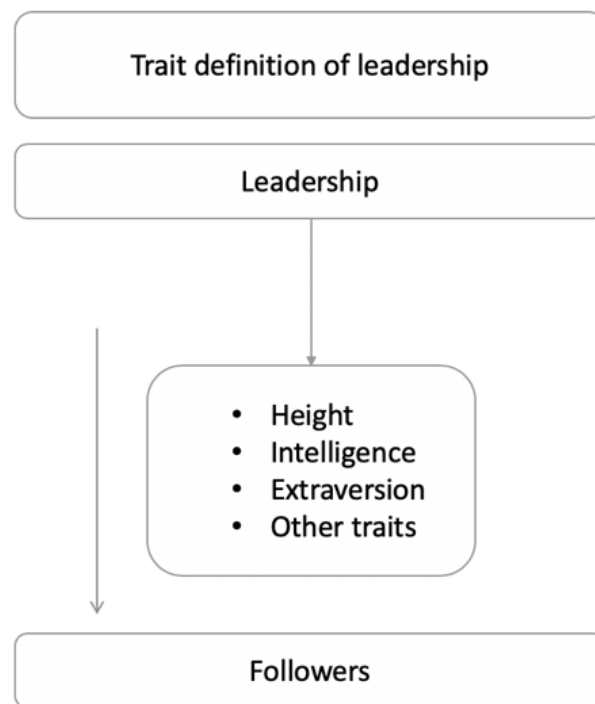 Trait definition of leadership
Leadership
• Height
• Intelligence
• Extraversion
• Other traits
Followers